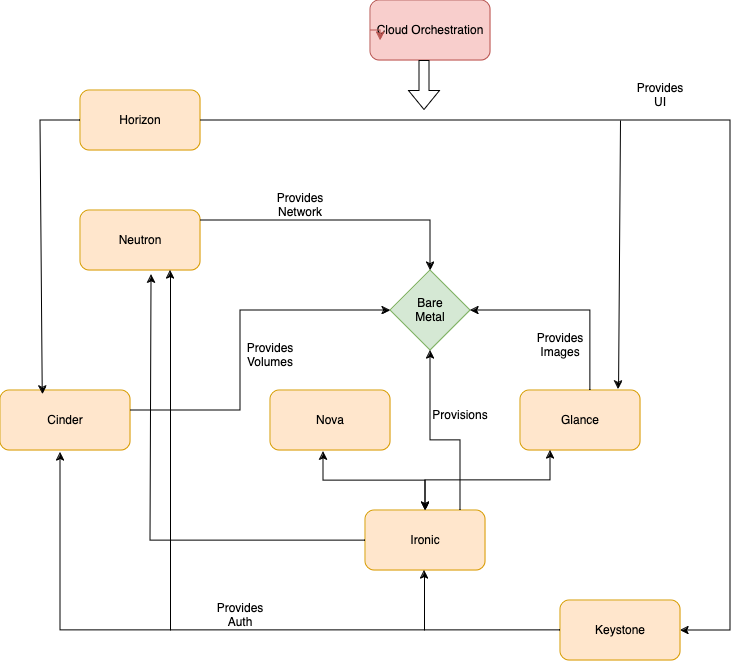 Cloud Orchestration
Provides
UI
Horizon
Provides
Network
Neutron
Bare
Metal
Provides
Volumes
Provides
Images
Cinder
Nova
Provisions
Glance
Ironic
Provides
Auth
Keystone